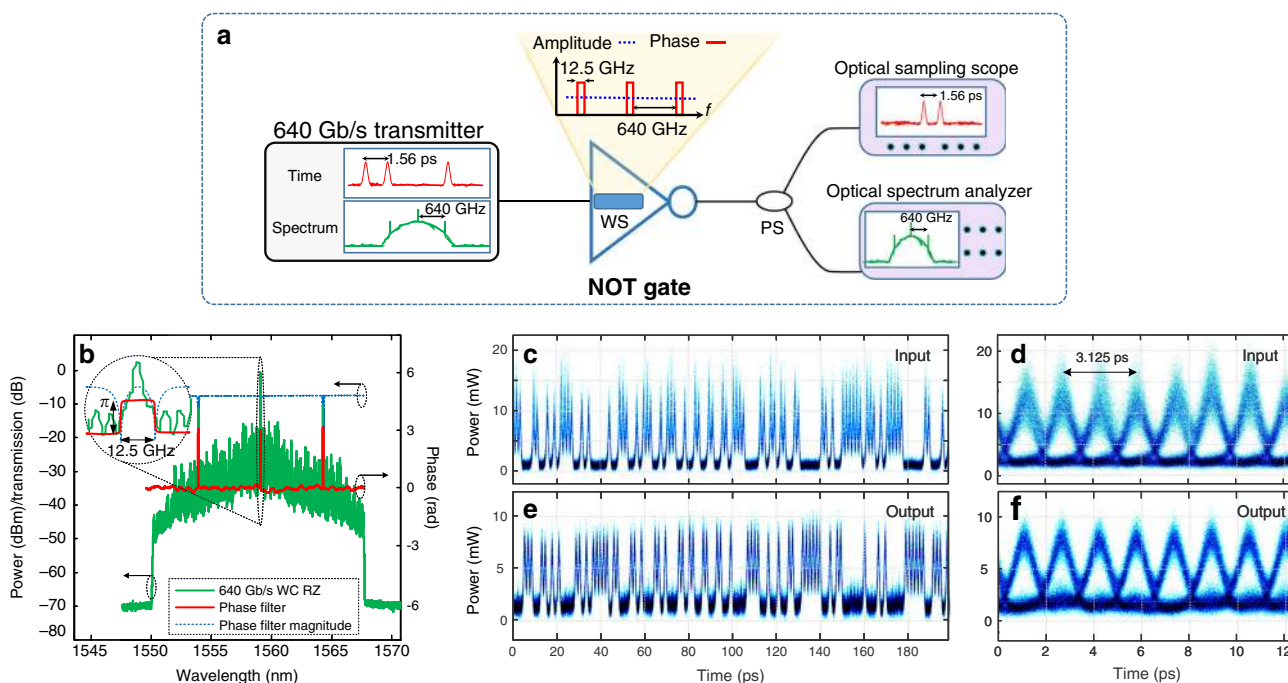 a
Amplitude Phase
12.5 GHz
f
640 GHz
640 Gb/s transmitter
Time
1.56 ps
Spectrum
640 GHz
WS
NOT gate
PS
Optical sampling scope
1.56 ps
Optical spectrum analyzer
640 GHz
b
Power (dBm)/transmission (dB)
0
–10
–20
–30
–40
–50
–60
–70
–80
π
12.5 GHz
6
3
0
–3
–6
Phase (rad)
640 Gb/s WC RZ
Phase filter
Phase filter magnitude
1545 1550 1555 1560 1565 1570
Wavelength (nm)
c
Input
Power (mW)
20
10
0
d
Input
3.125 ps
20
10
0
e
Output
Power (mW)
10
5
0
0 20 40 60 80 100 120 140 160 180
Time (ps)
f
Output
10
5
0
0 2 4 6 8 10 12
Time (ps)